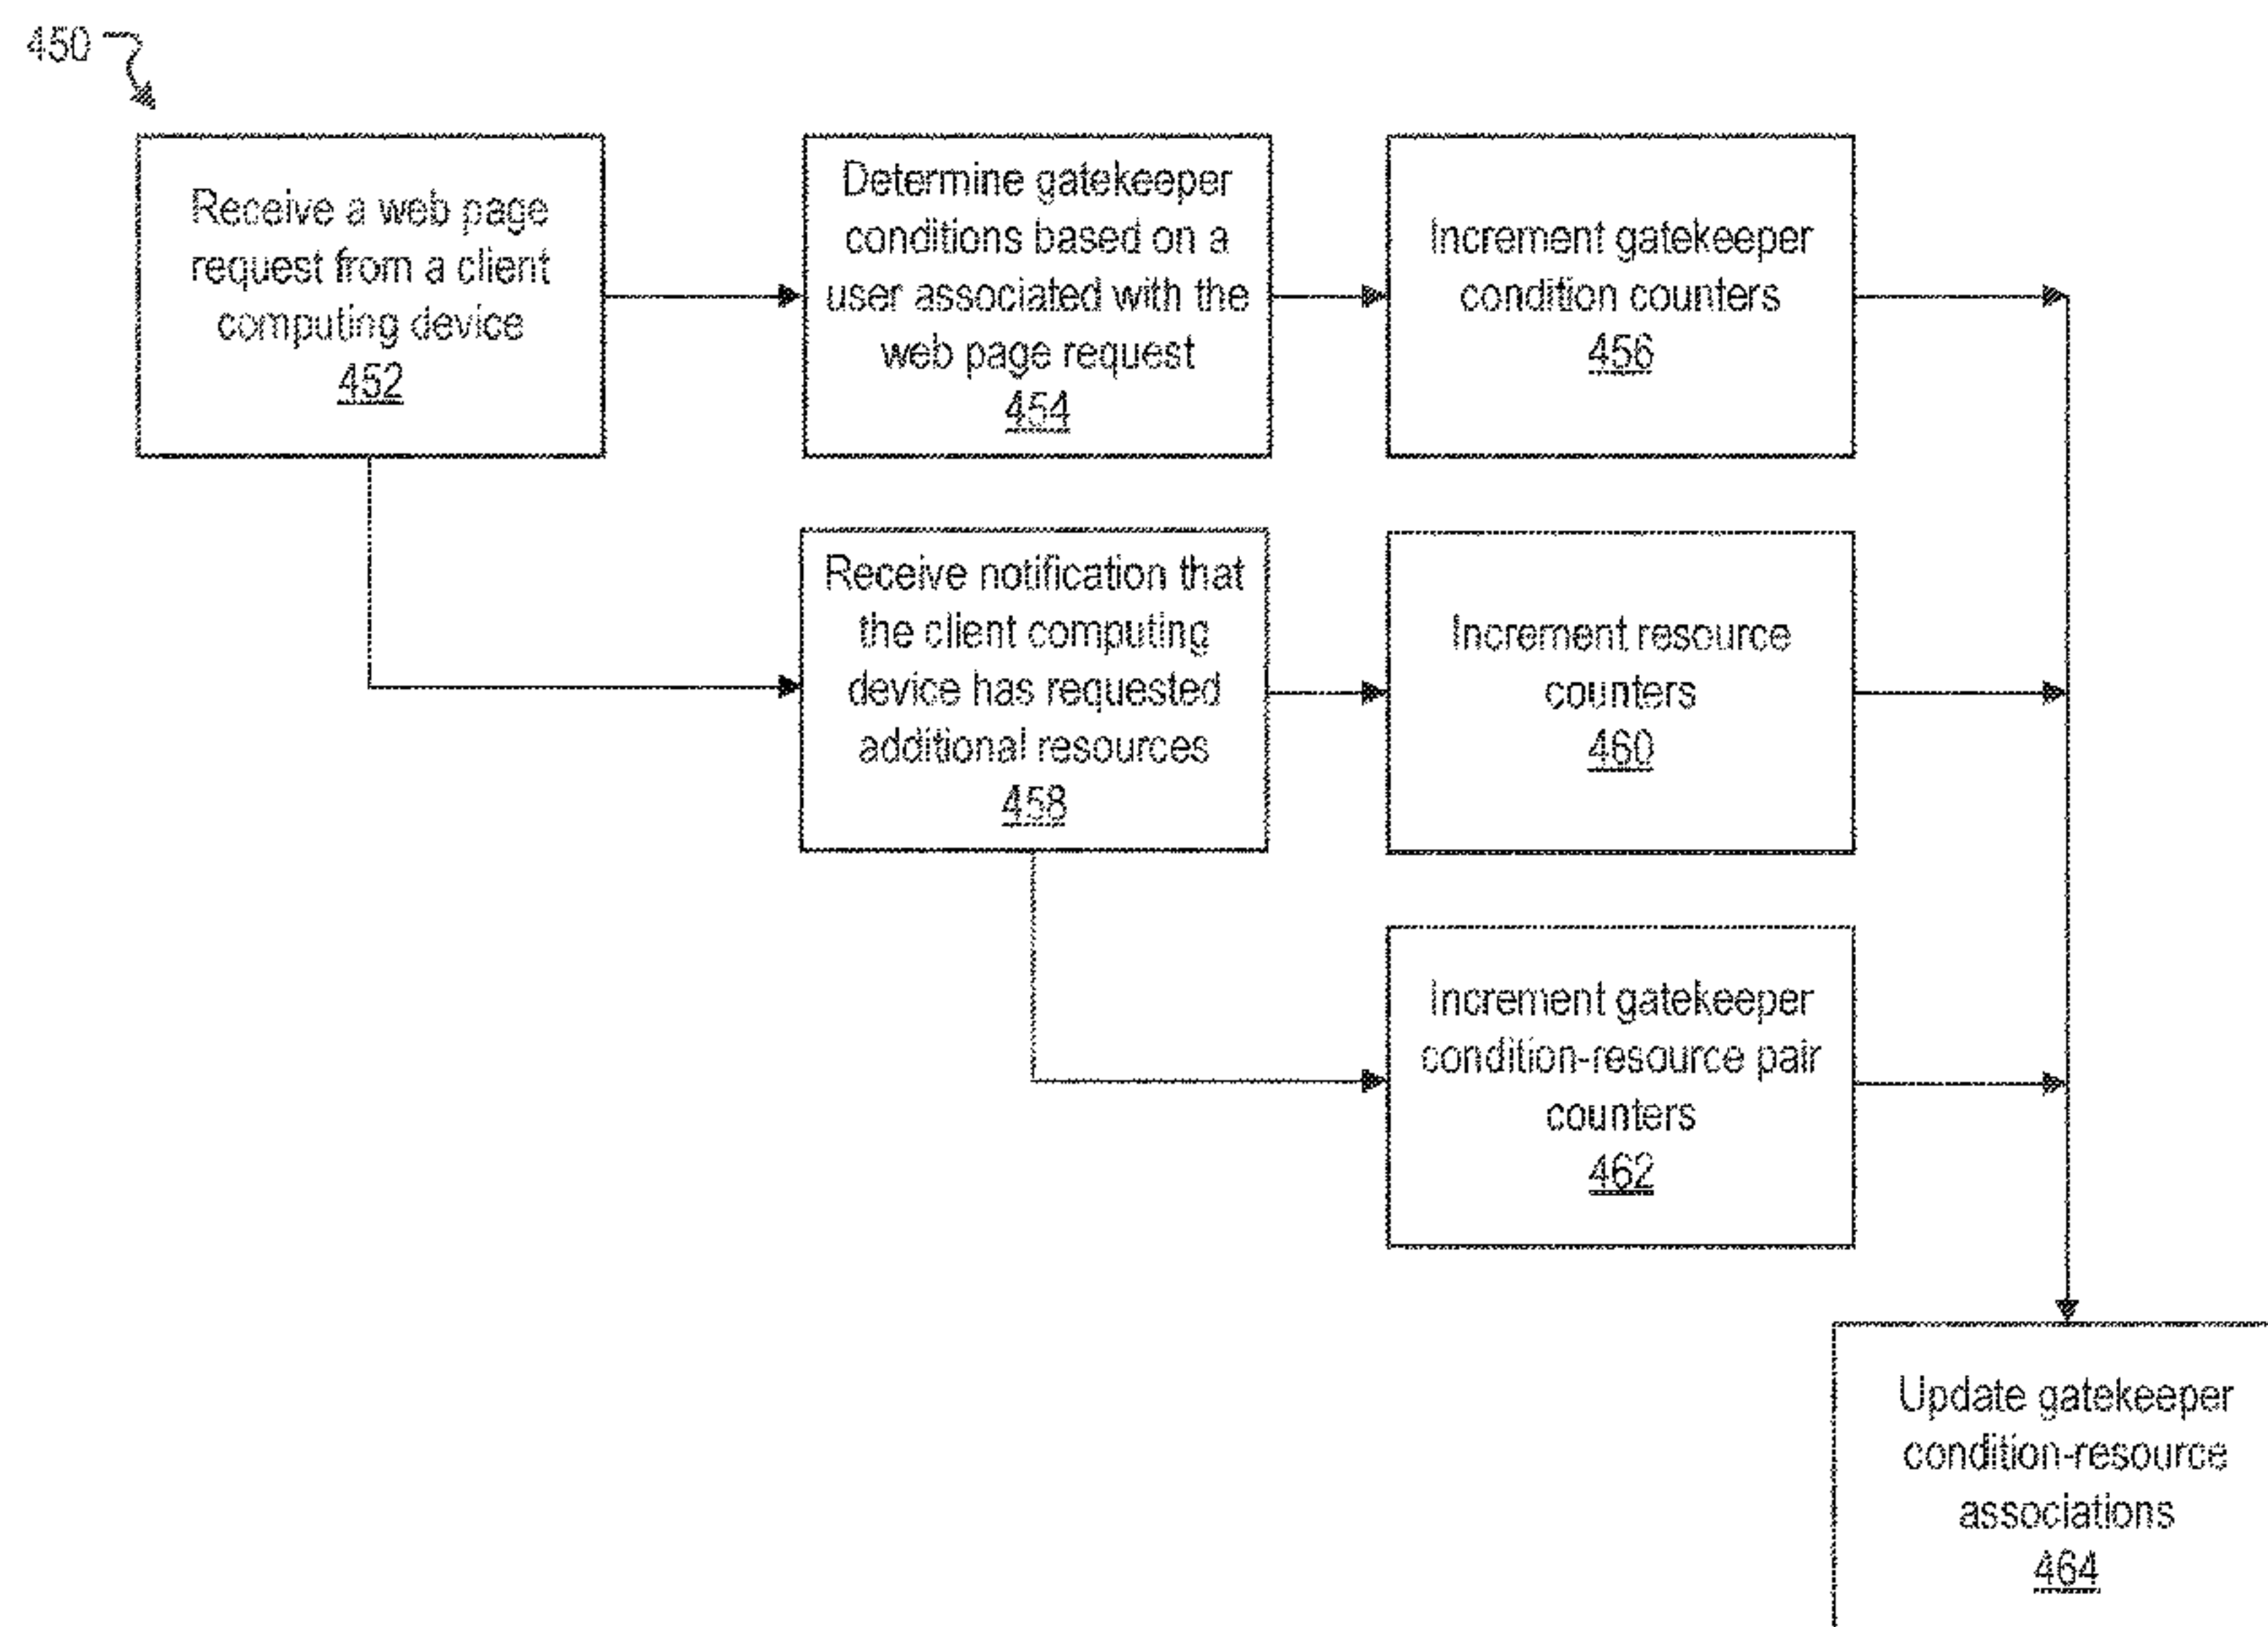 450
Receive a web page
request from a client
computing device
452
Determine gatekeeper
conditions based on a
user associated with the
web page request
454
Increment gatekeeper
condition counters
456
Receive notification that
the client computing
device has requested
additional resources
458
Increment resource
counters
460
Increment gatekeeper
condition-resource pair
counters
462
Update gatekeeper
condition-resource
associations
464